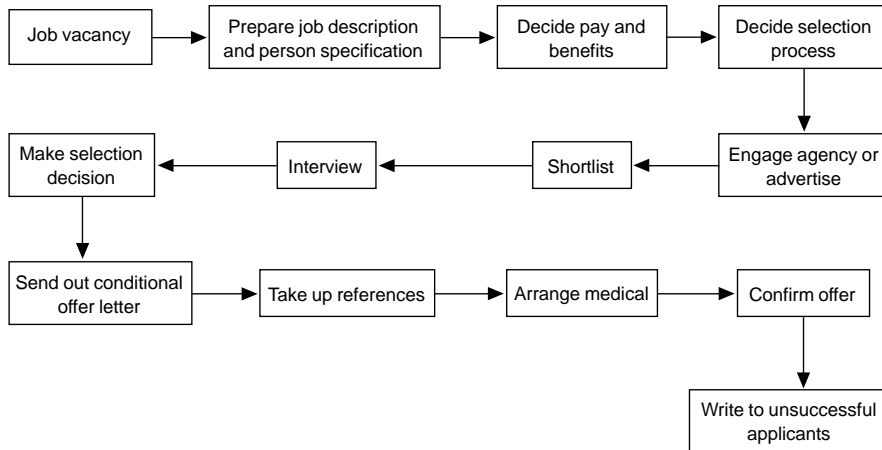 Job vacancy
Prepare job description
and person specification
Decide pay and
benefits
Decide selection
process
Engage agency or
advertise
Shortlist
Interview
Make selection
decision
Send out conditional
offer letter
Take up references
Arrange medical
Confirm offer
Write to unsuccessful
applicants